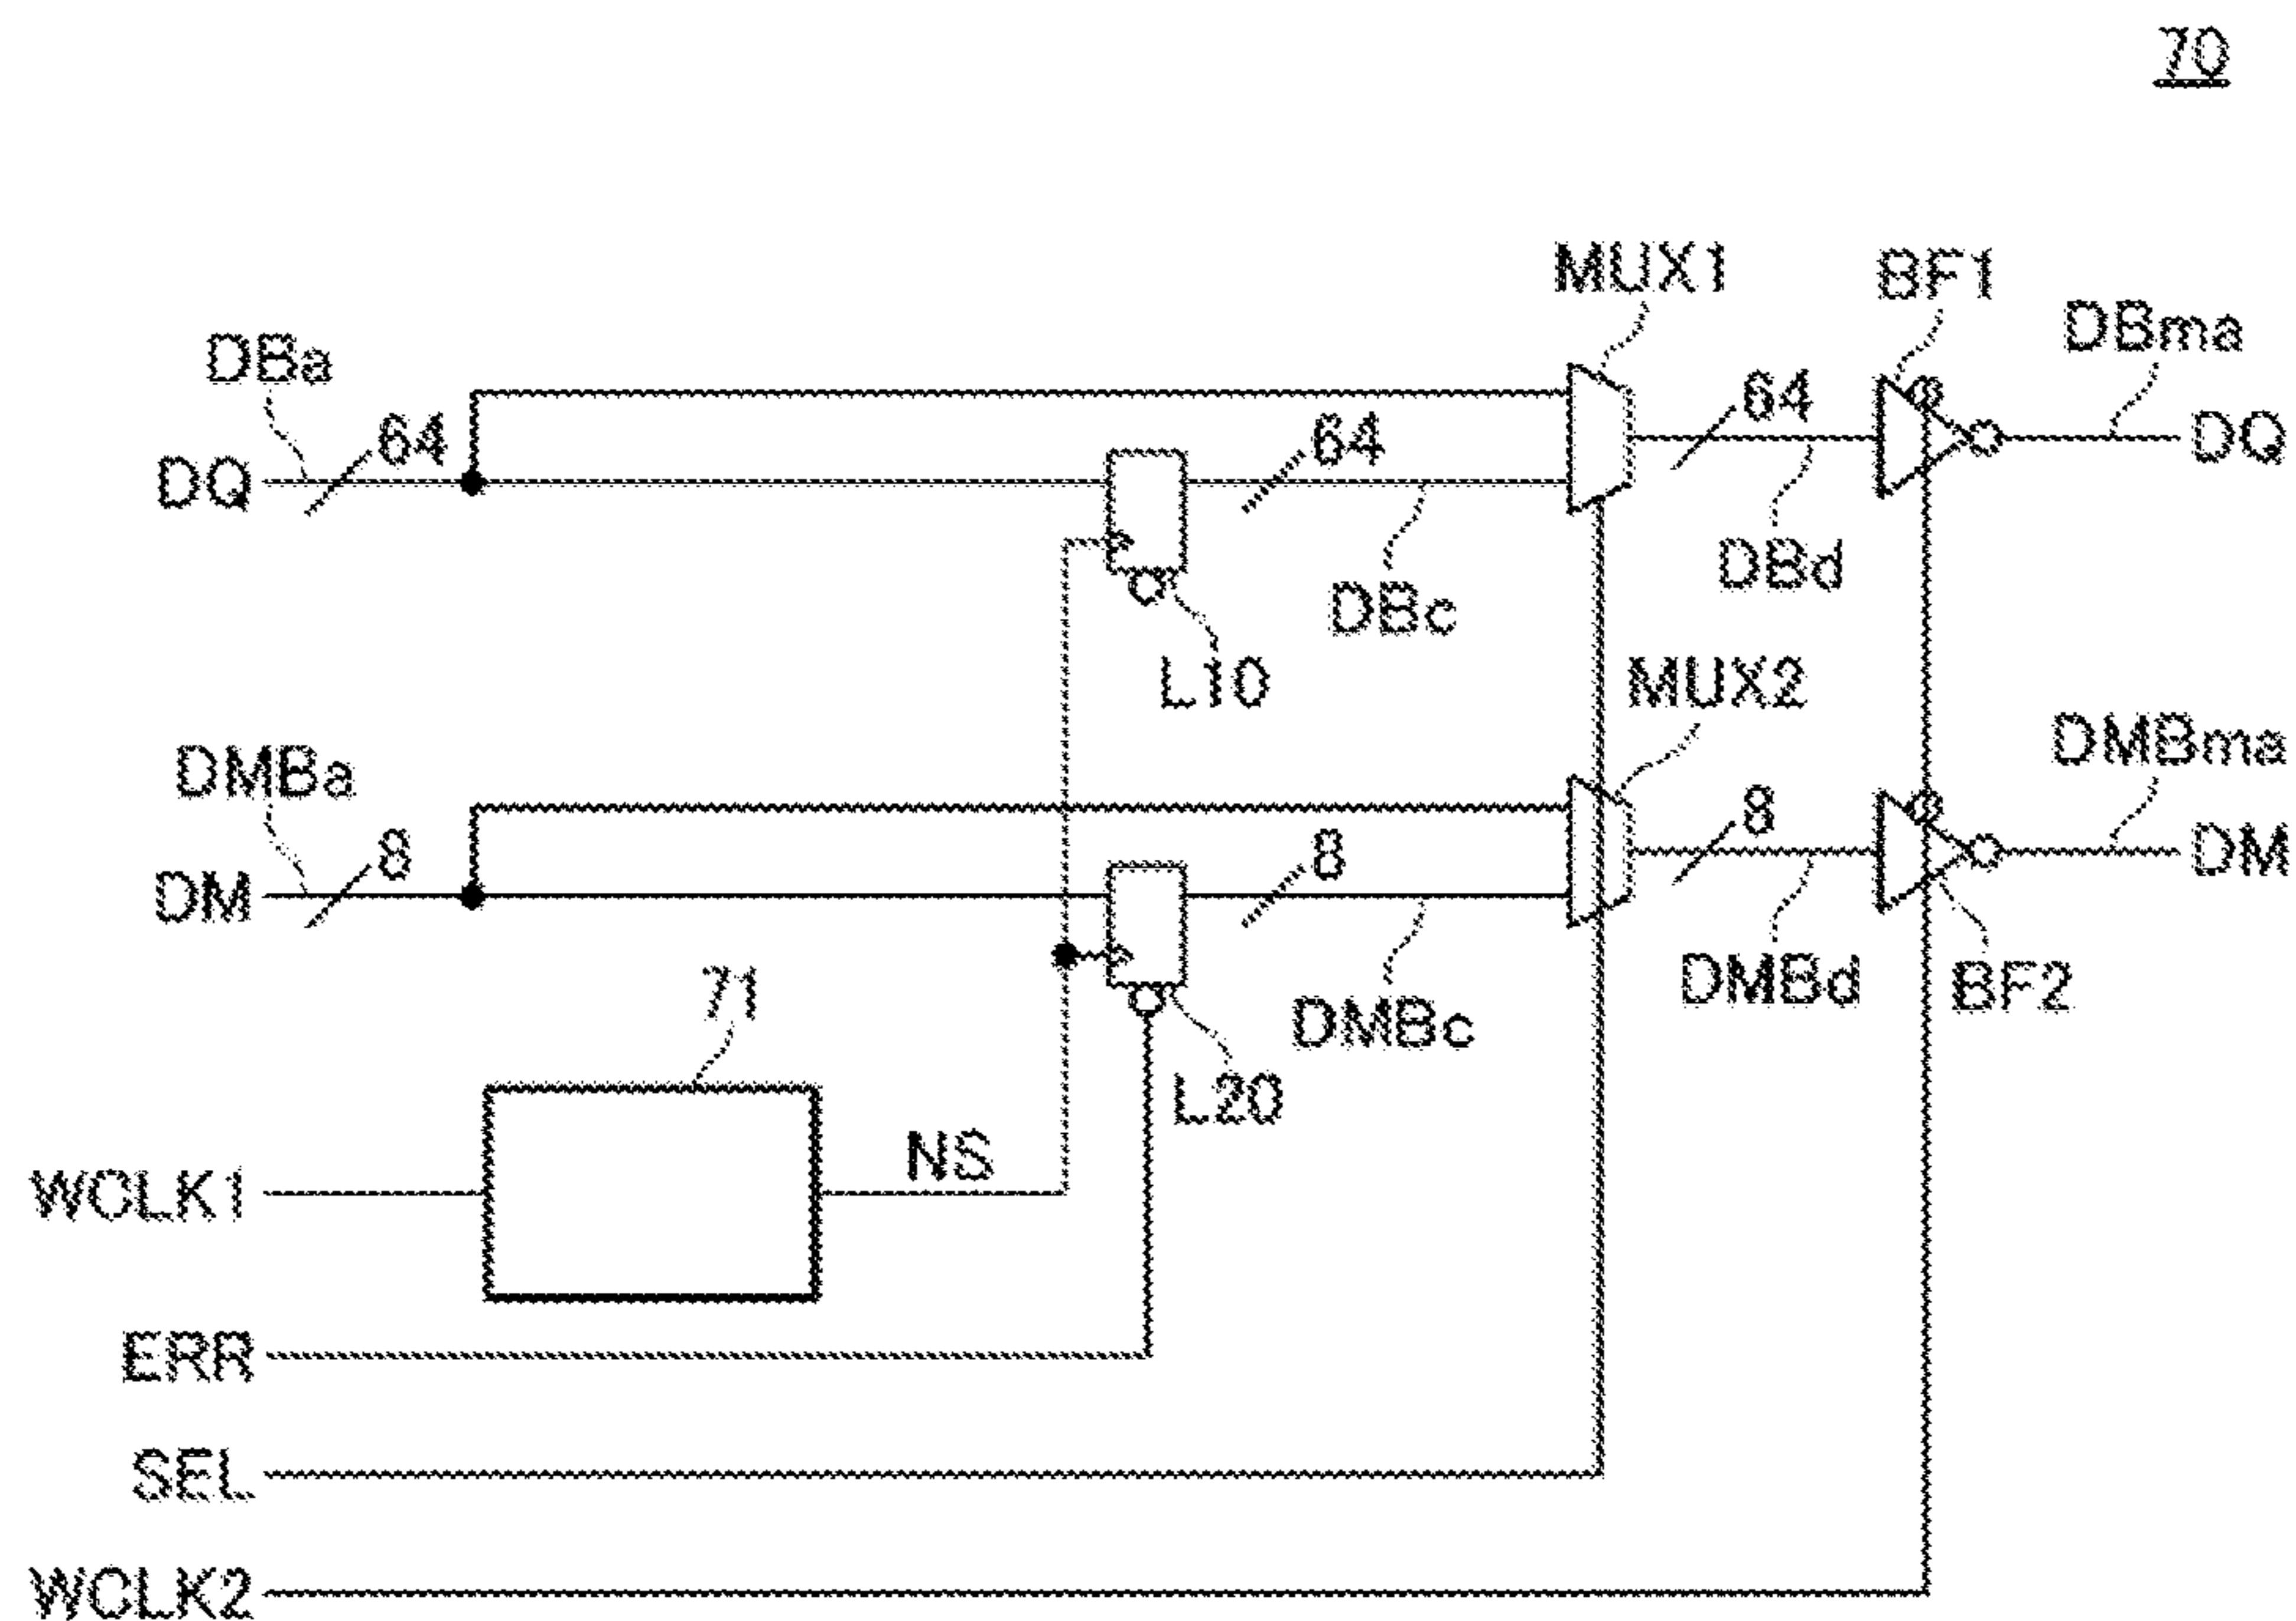 70
MUX1
BF1
DBma
DBa
64
64
64
DQ
DQ
DBd
DBc
L10
MUX2
DMBma
DMBa
8
8
8
DM
DM
DMBd
BF2
71
DMBc
L20
NS
WCLK1
ERR
SEL
WCLK2